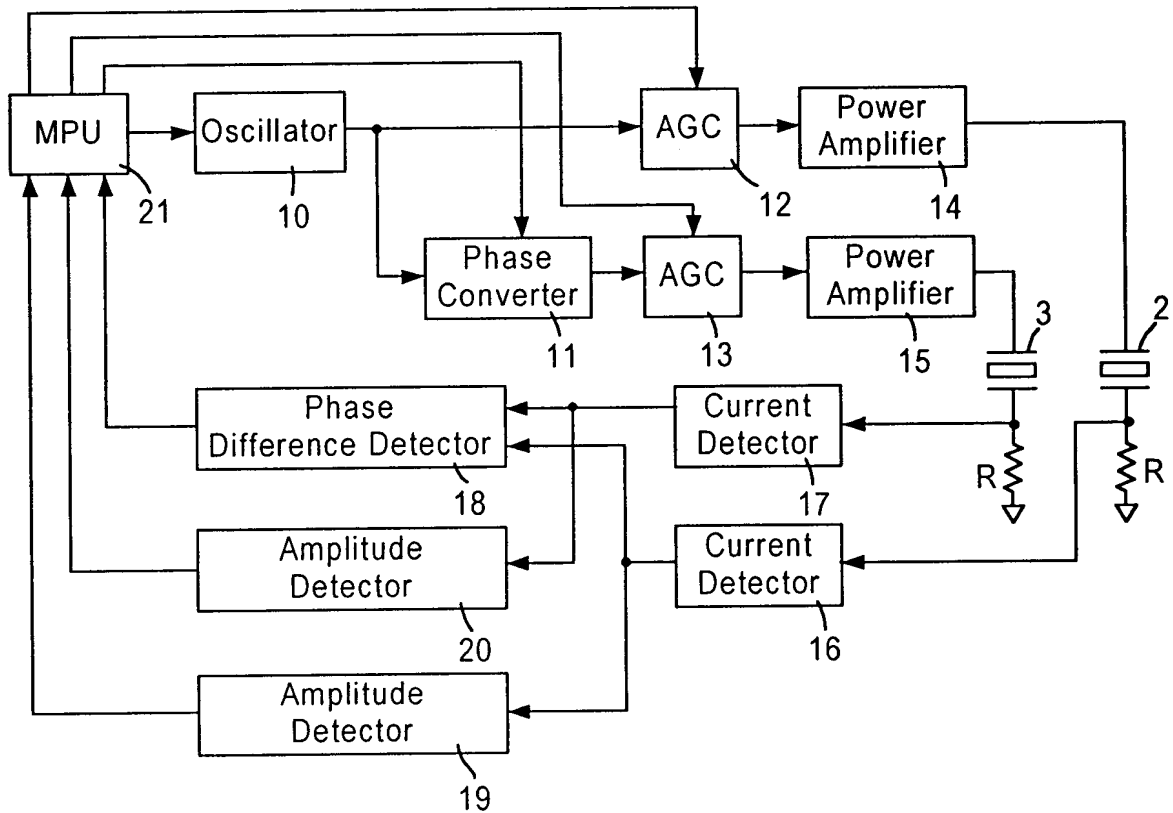 MPU
21
Oscillator
10
AGC
12
Power
Amplifier
14
Phase
Converter
11
AGC
13
Power
Amplifier
15
3
2
Phase
Difference Detector
18
Current
Detector
17
R
R
Amplitude
Detector
20
Current
Detector
16
Amplitude
Detector
19